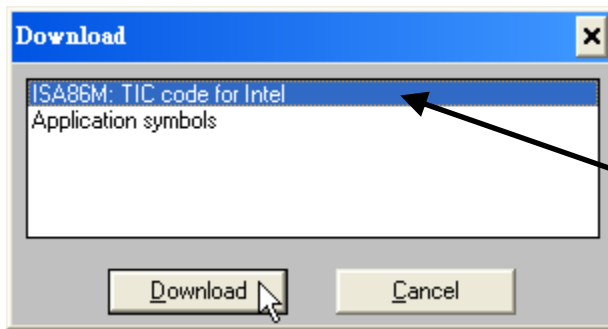 Download
ISA86M: TIC code for Intel
Application symbols
Download
Cancel